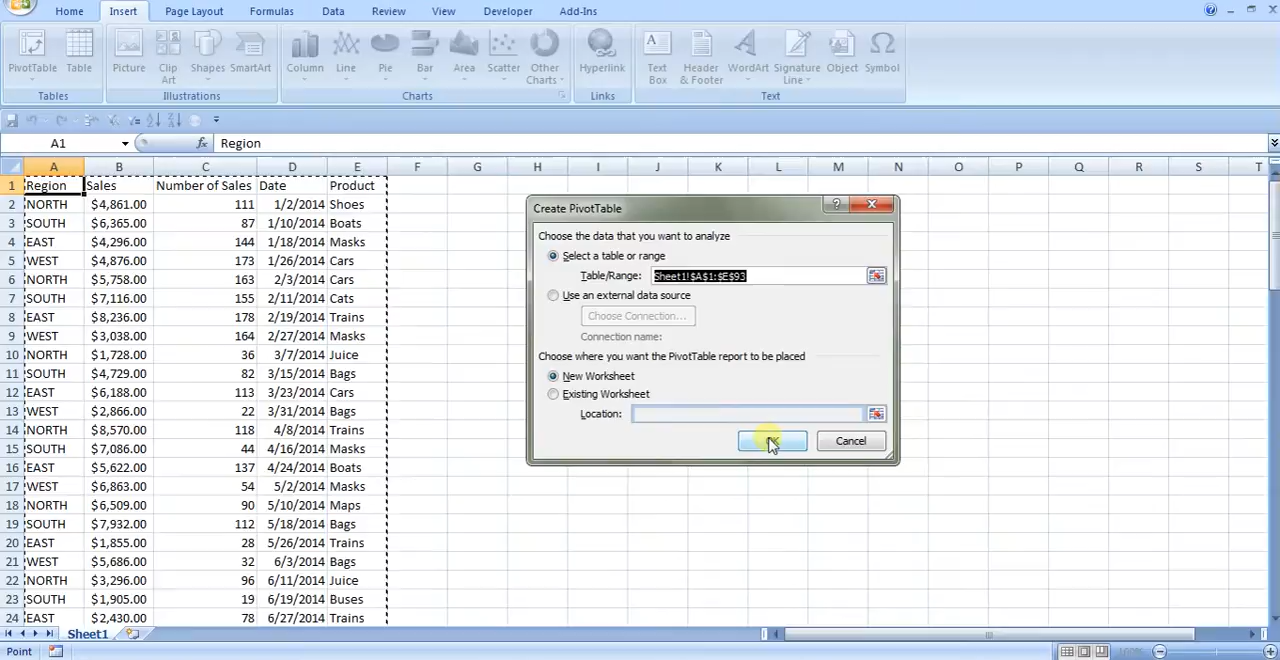 Home Insert Page Layout Formulas Data Review View Developer Add-Ins
PivotTable Table Picture Clip Art Shapes SmartArt Column Line Pie Bar Area Scatter Other Charts Hyperlink Text Box Header & Footer WordArt Signature Line Object Symbol
Tables Illustrations Charts Links Text
A1 fx Region
A B C D E F G H I J K L M N O P Q R S T
1 Region Sales Number of Sales Date Product
2 NORTH $4,861.00 111 1/2/2014 Shoes
3 SOUTH $6,365.00 87 1/10/2014 Boats
4 EAST $4,296.00 144 1/18/2014 Masks
5 WEST $4,876.00 173 1/26/2014 Cars
6 NORTH $5,758.00 163 2/3/2014 Cars
7 SOUTH $7,116.00 155 2/11/2014 Cats
8 EAST $8,236.00 178 2/19/2014 Trains
9 WEST $3,038.00 164 2/27/2014 Masks
10 NORTH $1,728.00 36 3/7/2014 Juice
11 SOUTH $4,729.00 82 3/15/2014 Bags
12 EAST $6,188.00 113 3/23/2014 Cars
13 WEST $2,866.00 22 3/31/2014 Bags
14 NORTH $8,570.00 118 4/8/2014 Trains
15 SOUTH $7,086.00 44 4/16/2014 Masks
16 EAST $5,622.00 137 4/24/2014 Boats
17 WEST $6,863.00 54 5/2/2014 Masks
18 NORTH $6,509.00 90 5/10/2014 Maps
19 SOUTH $7,932.00 112 5/18/2014 Bags
20 EAST $1,855.00 28 5/26/2014 Trains
21 WEST $5,686.00 32 6/3/2014 Bags
22 NORTH $3,296.00 96 6/11/2014 Juice
23 SOUTH $1,905.00 19 6/19/2014 Buses
24 EAST $2,430.00 78 6/27/2014 Trains
Create PivotTable
Choose the data that you want to analyze
Select a table or range
Table/Range: Sheet1!$A$1:$E$93
Use an external data source
Choose Connection...
Connection name:
Choose where you want the PivotTable report to be placed
New Worksheet
Existing Worksheet
Location:
Cancel
Sheet1
Point 100%